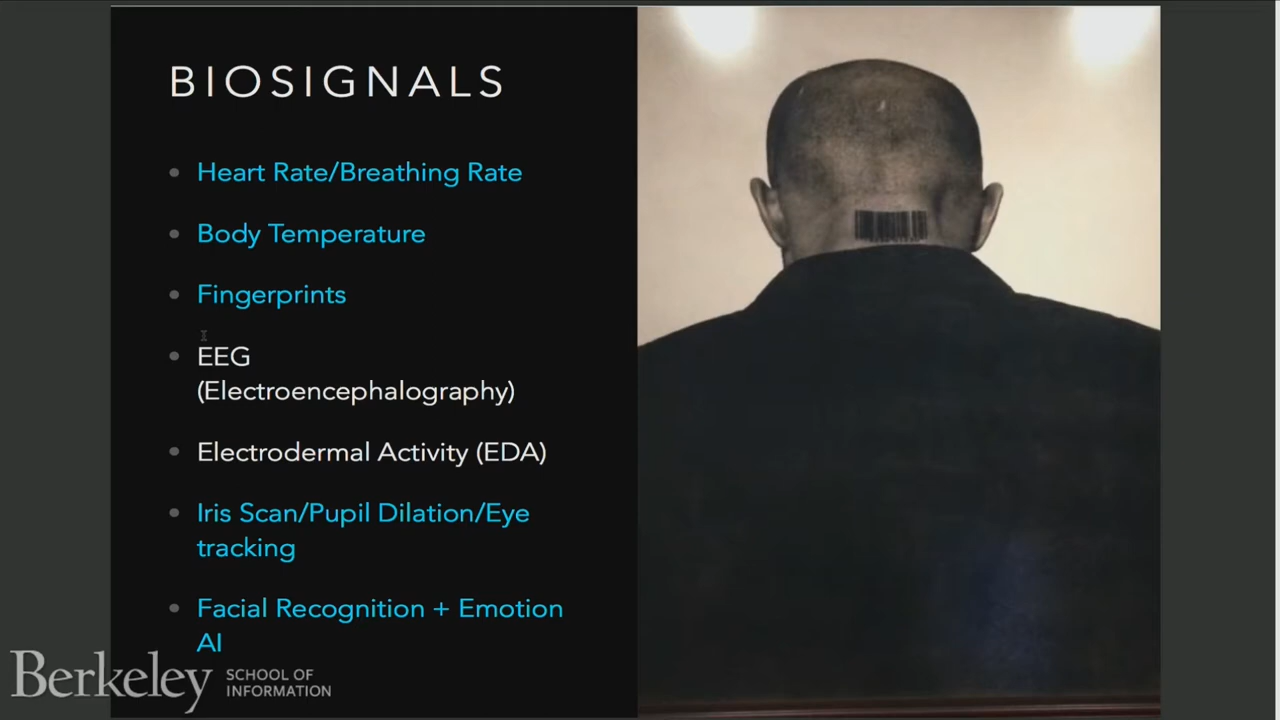 BIOSIGNALS
Heart Rate/Breathing Rate
Body Temperature
Fingerprints
EEG
(Electroencephalography)
Electrodermal Activity (EDA)
Iris Scan/Pupil Dilation/Eye
tracking
Facial Recognition + Emotion
AI
Berkeley
SCHOOL OF
INFORMATION